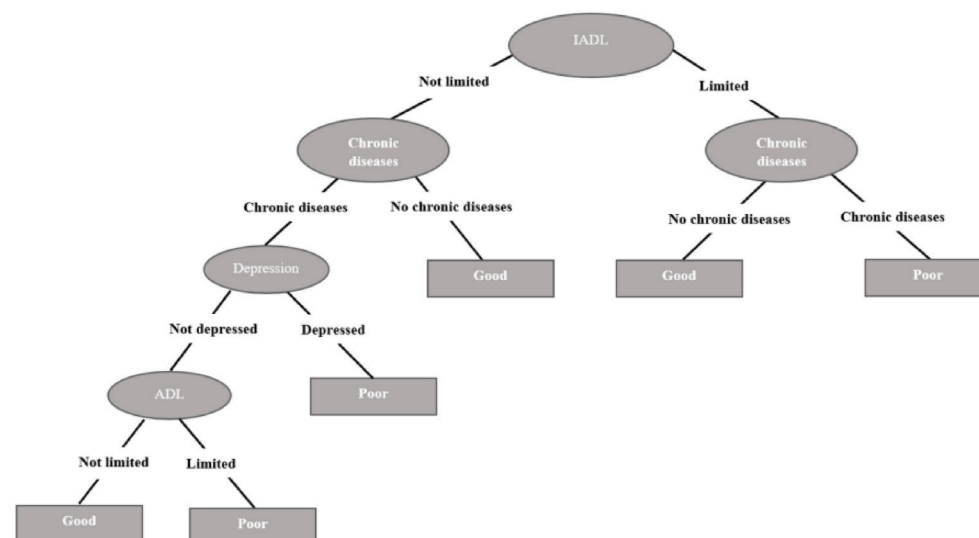 IADL
Not limited
Limited
Chronic
diseases
Chronic
diseases
Chronic diseases
No chronic diseases
No chronic diseases
Chronic diseases
Depression
Good
Good
Poor
Not depressed
Depressed
ADL
Poor
Not limited
Limited
Good
Poor